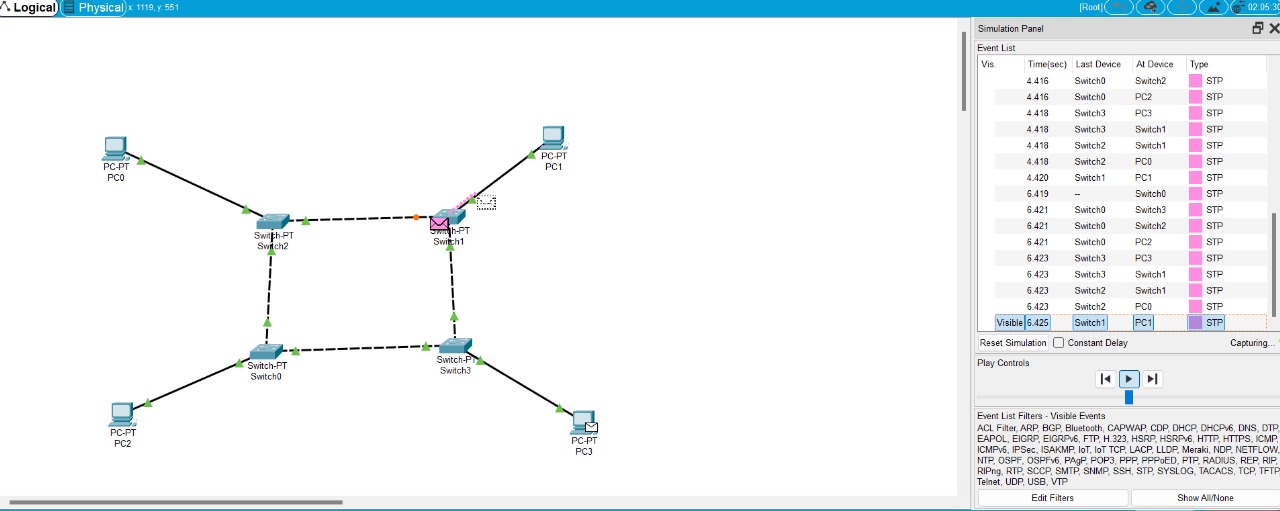 Logical Physical x: 1119, y: 551 [Root] 02:05:30
Simulation Panel
Event List
Vis. Time(sec) Last Device At Device Type
4.416 Switch0 Switch2 STP
4.416 Switch0 PC2 STP
4.418 Switch3 PC3 STP
4.418 Switch3 Switch1 STP
4.418 Switch2 Switch1 STP
4.418 Switch2 PC0 STP
4.420 Switch1 PC1 STP
6.419 -- Switch0 STP
6.421 Switch0 Switch3 STP
6.421 Switch0 Switch2 STP
6.421 Switch0 PC2 STP
6.423 Switch3 PC3 STP
6.423 Switch3 Switch1 STP
6.423 Switch2 Switch1 STP
6.423 Switch2 PC0 STP
Visible 6.425 Switch1 PC1 STP
Reset Simulation Constant Delay Capturing...
Play Controls
Event List Filters - Visible Events
ACL Filter, ARP, BGP, Bluetooth, CAPWAP, CDP, DHCP, DHCPv6, DNS, DTP,
EAPOL, EIGRP, EIGRPv6, FTP, H.323, HSRP, HSRPv6, HTTP, HTTPS, ICMP,
ICMPv6, IPSec, ISAKMP, IoT, IoT TCP, LACP, LLDP, Meraki, NDP, NETFLOW,
NTP, OSPF, OSPFv6, PAgP, POP3, PPP, PPPoED, PTP, RADIUS, REP, RIP,
RIPng, RTP, SCCP, SMTP, SNMP, SSH, STP, SYSLOG, TACACS, TCP, TFTP,
Telnet, UDP, USB, VTP
Edit Filters Show All/None
PC-PT
PC0
PC-PT
PC1
Switch-PT
Switch2
Switch-PT
Switch1
Switch-PT
Switch0
Switch-PT
Switch3
PC-PT
PC2
PC-PT
PC3